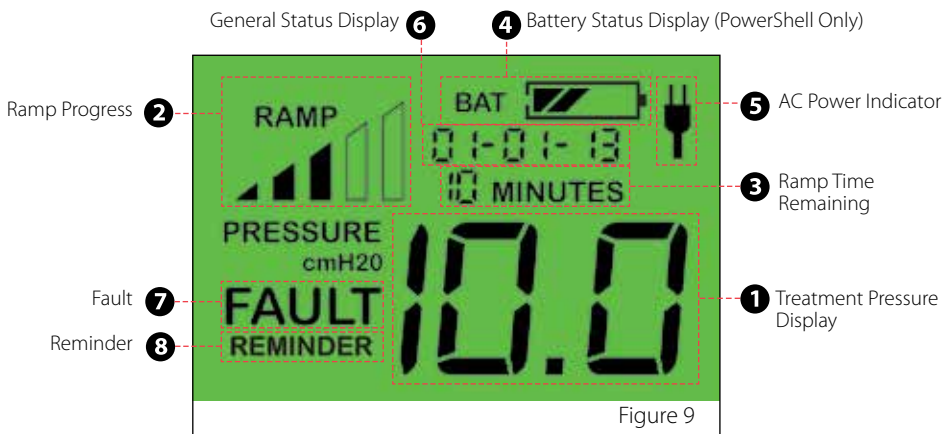 General Status Display 6
4 Battery Status Display (PowerShell Only)
Ramp Progress 2
RAMP
BAT
5 AC Power Indicator
01-01-13
10 MINUTES
3 Ramp Time
Remaining
PRESSURE
cmH20
10.0
Fault 7
FAULT
1 Treatment Pressure
Display
Reminder 8
REMINDER
Figure 9